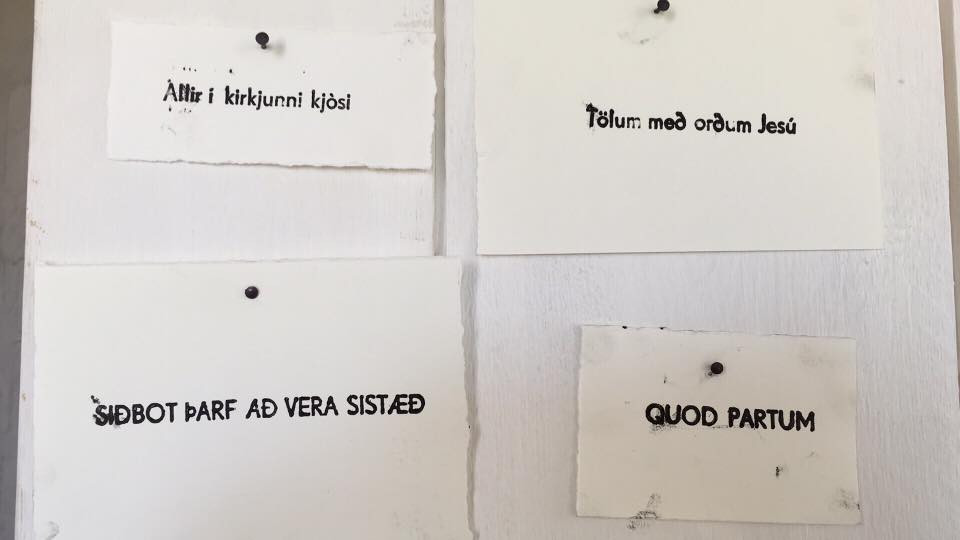 Allir í kirkjunni kjósi
Tölum með orðum Jesú
SIÐBOT ÞARF AÐ VERA SISTÆÐ
QUOD PARTUM